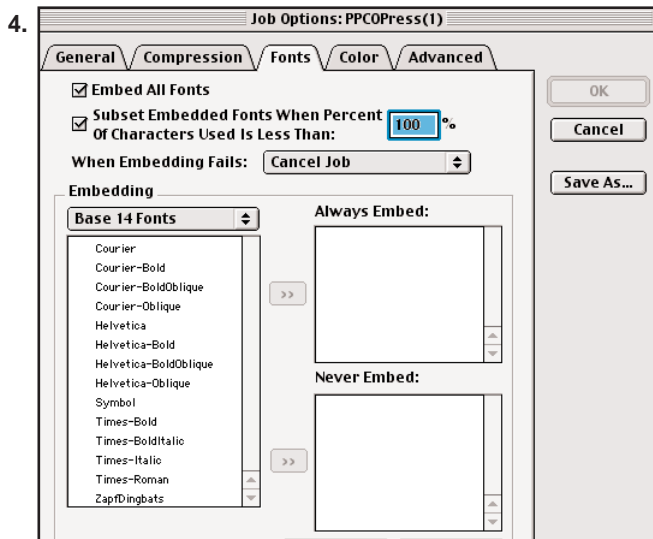 4.
Job Options: PPCOPress(1)
General Compression Fonts Color Advanced
Embed All Fonts
Subset Embedded Fonts When Percent
Of Characters Used Is Less Than:
100 %
When Embedding Fails: Cancel Job
OK
Cancel
Save As...
Embedding
Base 14 Fonts
Courier
Courier-Bold
Courier-BoldOblique
Courier-Oblique
Helvetica
Helvetica-Bold
Helvetica-BoldOblique
Helvetica-Oblique
Symbol
Times-Bold
Times-BoldItalic
Times-Italic
Times-Roman
ZapfDingbats
>>
>>
Always Embed:
Never Embed: